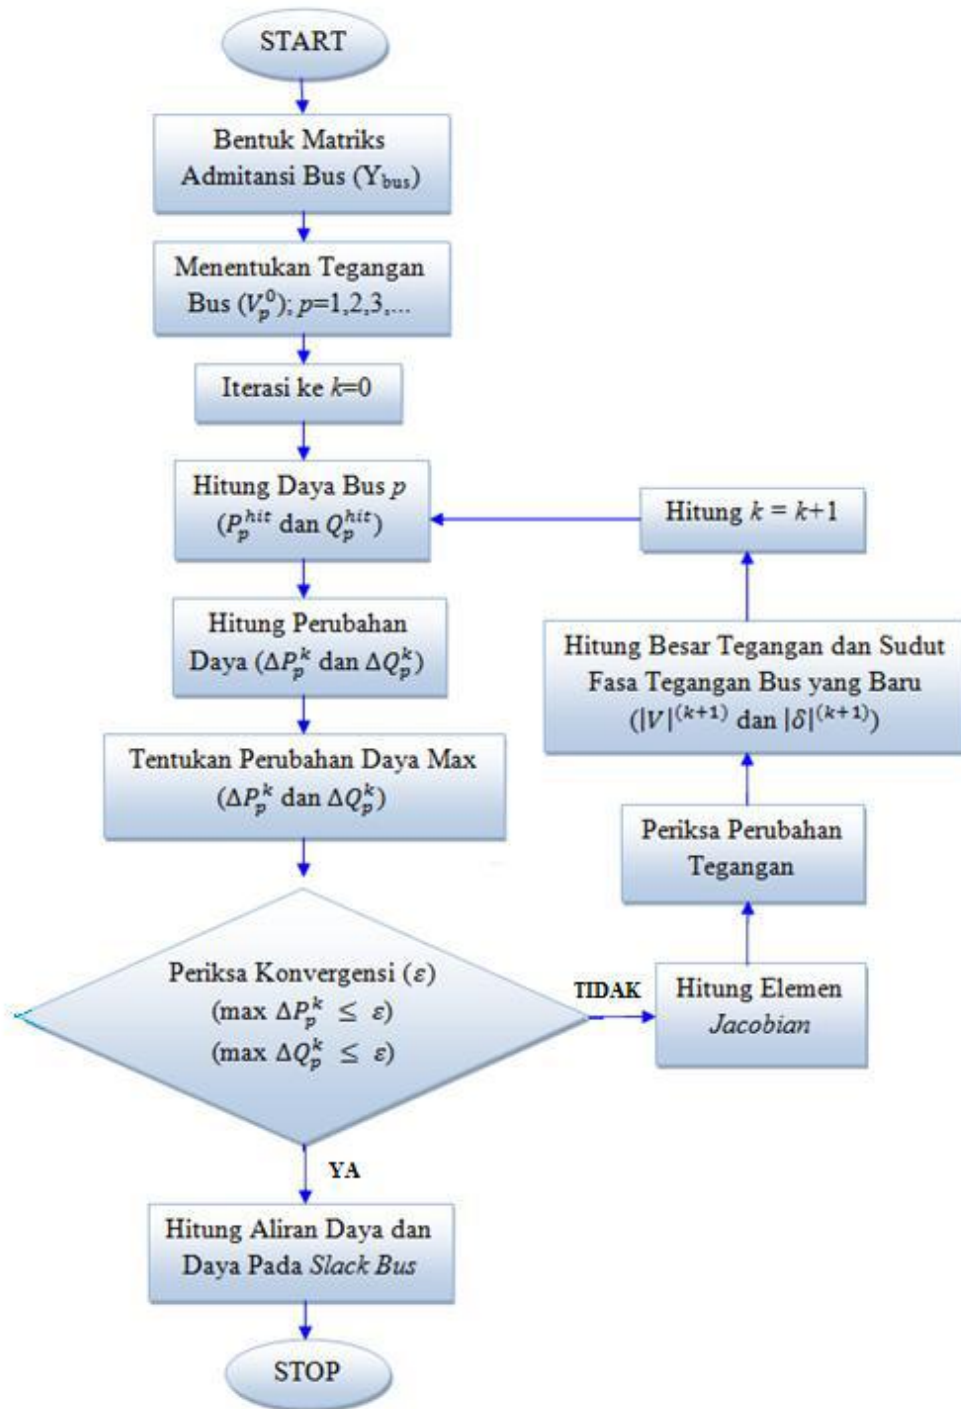 START
Bentuk Matriks
Admitansi Bus (Y_bus)
Menentukan Tegangan
Bus (V_p^0); p=1,2,3,...
Iterasi ke k=0
Hitung Daya Bus p
(P_p^hit dan Q_p^hit)
Hitung Perubahan
Daya (ΔP_p^k dan ΔQ_p^k)
Tentukan Perubahan Daya Max
(ΔP_p^k dan ΔQ_p^k)
Periksa Konvergensi (ε)
(max ΔP_p^k ≤ ε)
(max ΔQ_p^k ≤ ε)
TIDAK
Hitung Elemen
Jacobian
Periksa Perubahan
Tegangan
Hitung Besar Tegangan dan Sudut
Fasa Tegangan Bus yang Baru
(|V|^(k+1) dan |δ|^(k+1))
Hitung k = k+1
YA
Hitung Aliran Daya dan
Daya Pada Slack Bus
STOP